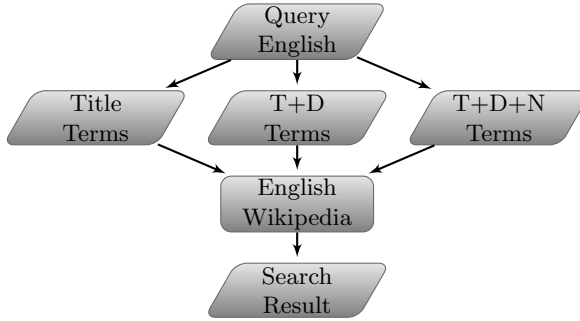 Query
English
Title
Terms
T+D
Terms
T+D+N
Terms
English
Wikipedia
Search
Result